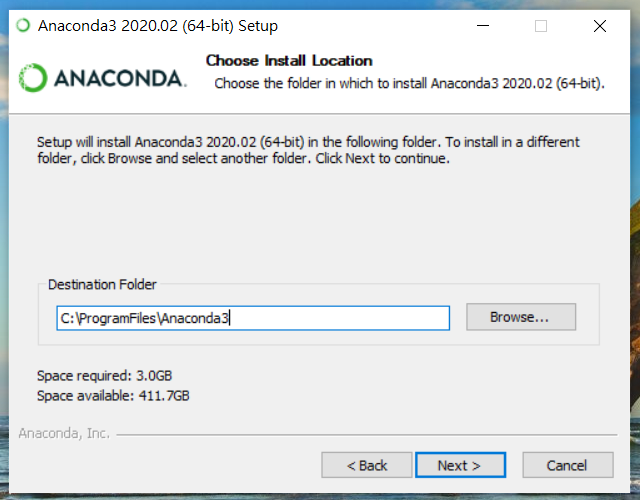 Anaconda3 2020.02 (64-bit) Setup
ANACONDA.
Choose Install Location
Choose the folder in which to install Anaconda3 2020.02 (64-bit).
Setup will install Anaconda3 2020.02 (64-bit) in the following folder. To install in a different
folder, click Browse and select another folder. Click Next to continue.
Destination Folder
C:\ProgramFiles\Anaconda3
Browse...
Space required: 3.0GB
Space available: 411.7GB
Anaconda, Inc.
< Back
Next >
Cancel